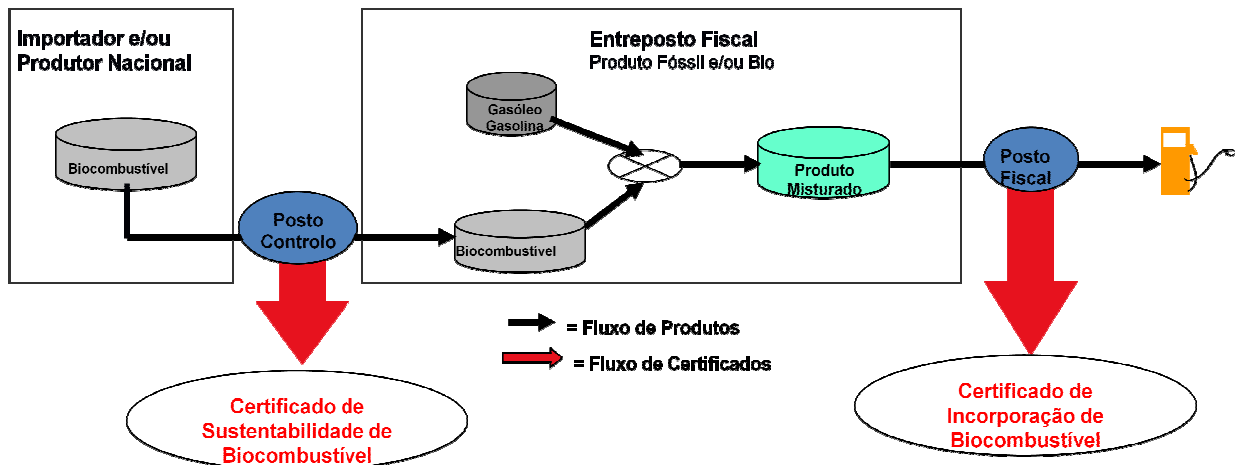 Importador e/ou
Produtor Nacional
Biocombustível
Posto
Controlo
Entreposto Fiscal
Produto Fóssil e/ou Bio
Gasóleo
Gasolina
Biocombustível
Produto
Misturado
Posto
Fiscal
= Fluxo de Produtos
= Fluxo de Certificados
Certificado de
Sustentabilidade de
Biocombustível
Certificado de
Incorporação de
Biocombustível